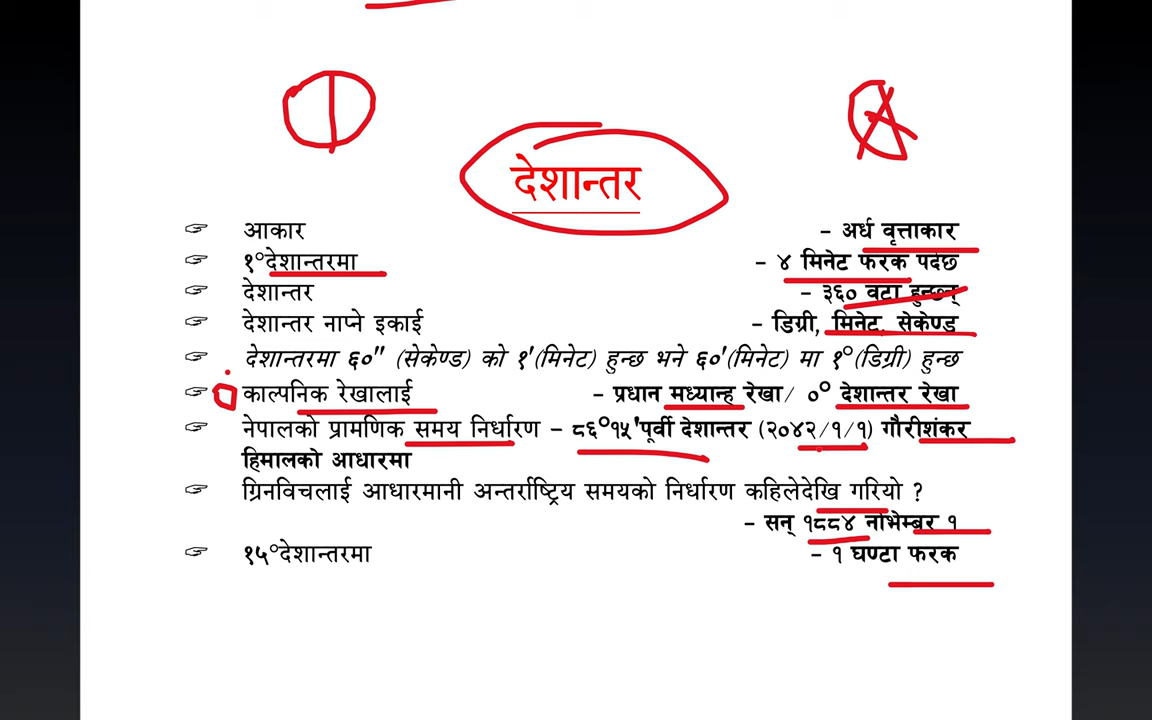 देशान्तर
☞ आकार – अर्ध वृत्ताकार
☞ १°देशान्तरमा – ४ मिनेट फरक पर्दछ
☞ देशान्तर – ३६० वटा हुन्छन्
☞ देशान्तर नाप्ने इकाई – डिग्री, मिनेट, सेकेण्ड
☞ देशान्तरमा ६०" (सेकेण्ड) को १'(मिनेट) हुन्छ भने ६०'(मिनेट) मा १°(डिग्री) हुन्छ
☞ काल्पनिक रेखालाई – प्रधान मध्यान्ह रेखा/ ०° देशान्तर रेखा
☞ नेपालको प्रामणिक समय निर्धारण – ८६°१५'पूर्वी देशान्तर (२०४२/१/१) गौरीशंकर
हिमालको आधारमा
☞ ग्रिनविचलाई आधारमानी अन्तर्राष्ट्रिय समयको निर्धारण कहिलेदेखि गरियो ?
– सन् १८८४ नोभेम्बर १
☞ १५°देशान्तरमा – १ घण्टा फरक